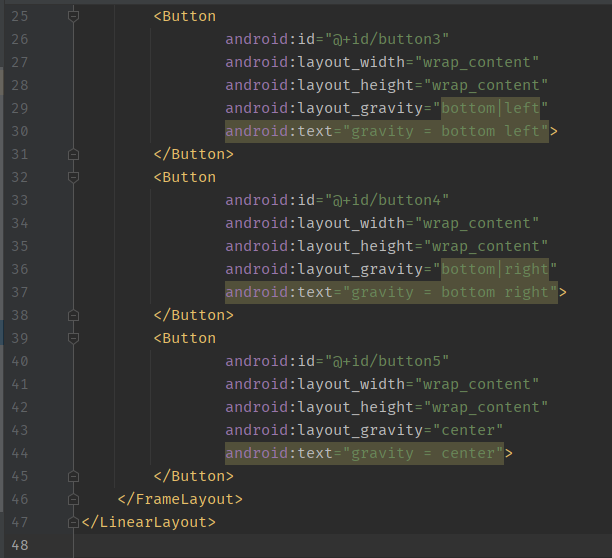 25 <Button
26 android:id="@+id/button3"
27 android:layout_width="wrap_content"
28 android:layout_height="wrap_content"
29 android:layout_gravity="bottom|left"
30 android:text="gravity = bottom left">
31 </Button>
32 <Button
33 android:id="@+id/button4"
34 android:layout_width="wrap_content"
35 android:layout_height="wrap_content"
36 android:layout_gravity="bottom|right"
37 android:text="gravity = bottom right">
38 </Button>
39 <Button
40 android:id="@+id/button5"
41 android:layout_width="wrap_content"
42 android:layout_height="wrap_content"
43 android:layout_gravity="center"
44 android:text="gravity = center">
45 </Button>
46 </FrameLayout>
47 </LinearLayout>
48